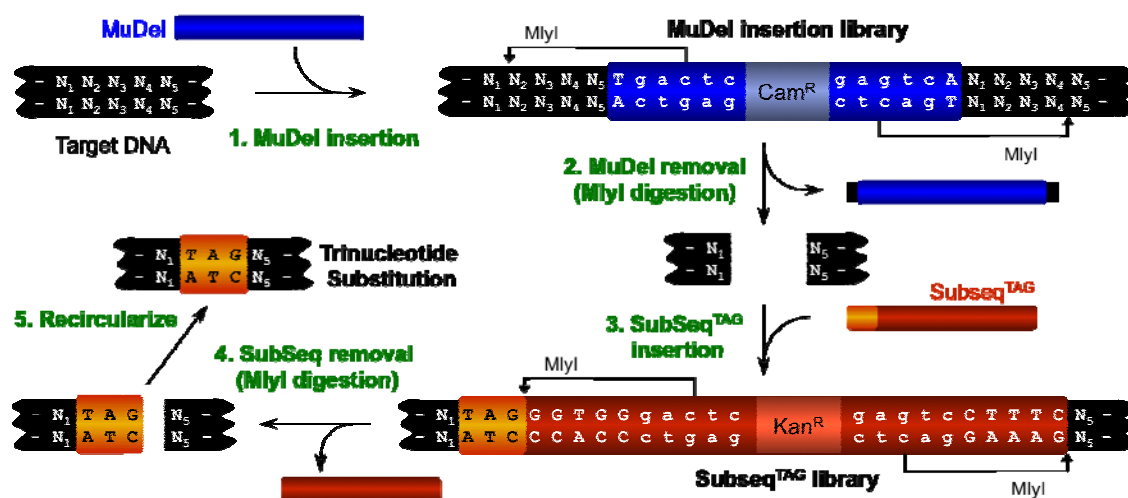 MuDel
MlyI
MuDel insertion library
- N1 N2 N3 N4 N5 -
- N1 N2 N3 N4 N5 -
Target DNA
1. MuDel insertion
- N1 N2 N3 N4 N5 T g a c t c CamR g a g t c A N1 N2 N3 N4 N5 -
- N1 N2 N3 N4 N5 A c t g a g c t c a g T N1 N2 N3 N4 N5 -
MlyI
2. MuDel removal
(MlyI digestion)
- N1 T A G N5 -
- N1 A T C N5 -
Trinucleotide
Substitution
- N1 N5 -
- N1 N5 -
5. Recircularize
SubseqTAG
3. SubSeqTAG
insertion
4. SubSeq removal
(MlyI digestion)
MlyI
- N1 T A G N5 -
- N1 A T C N5 -
- N1 T A G G G T G G g a c t c KanR g a g t c C T T T C N5 -
- N1 A T C C C A C C c t g a g c t c a g G A A A G N5 -
SubseqTAG library
MlyI